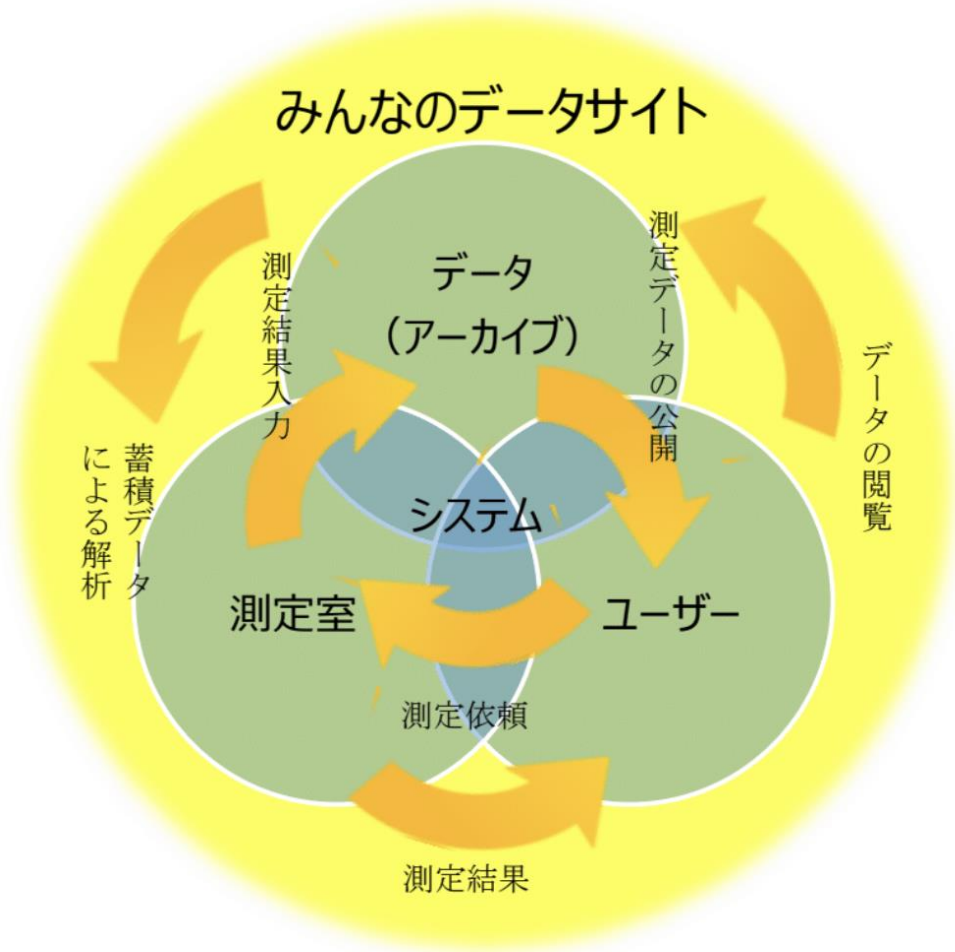 みんなのデータサイト
データ
(アーカイブ)
測定結果入力
測定データの公開
データの閲覧
蓄積データ
による解析
システム
測定室
ユーザー
測定依頼
測定結果